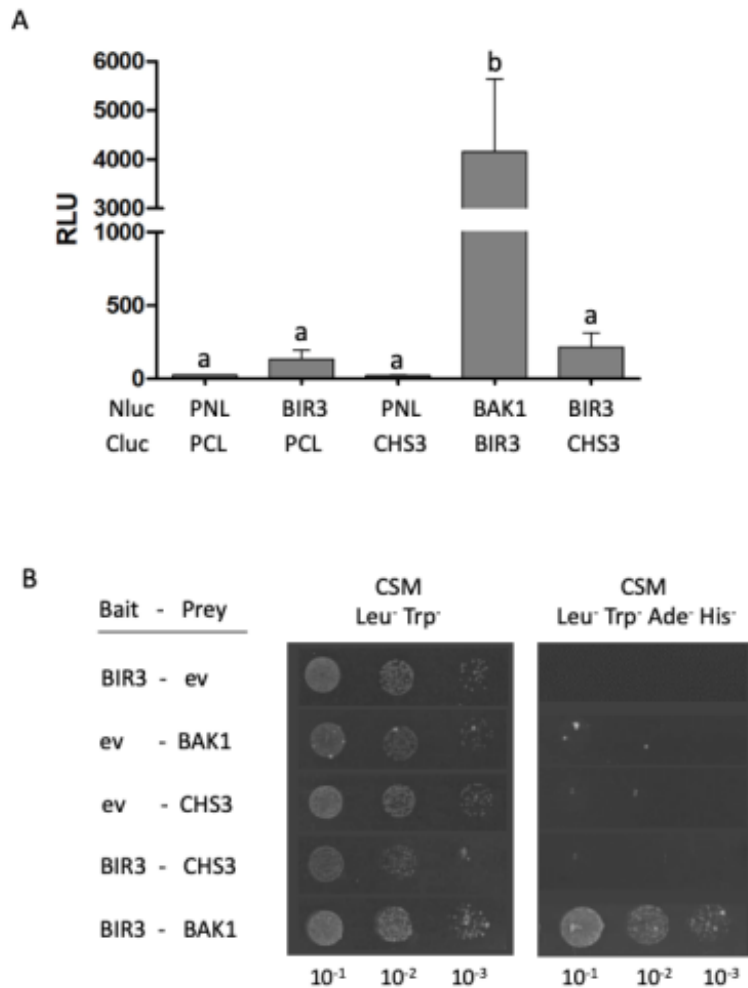 A
6000
5000
4000
3000
1000
500
0
RLU
a
a
a
b
a
Nluc PNL BIR3 PNL BAK1 BIR3
Cluc PCL PCL CHS3 BIR3 CHS3
B
Bait - Prey
CSM
Leu⁻ Trp⁻
CSM
Leu⁻ Trp⁻ Ade⁻ His⁻
BIR3 - ev
ev - BAK1
ev - CHS3
BIR3 - CHS3
BIR3 - BAK1
10⁻¹ 10⁻² 10⁻³
10⁻¹ 10⁻² 10⁻³